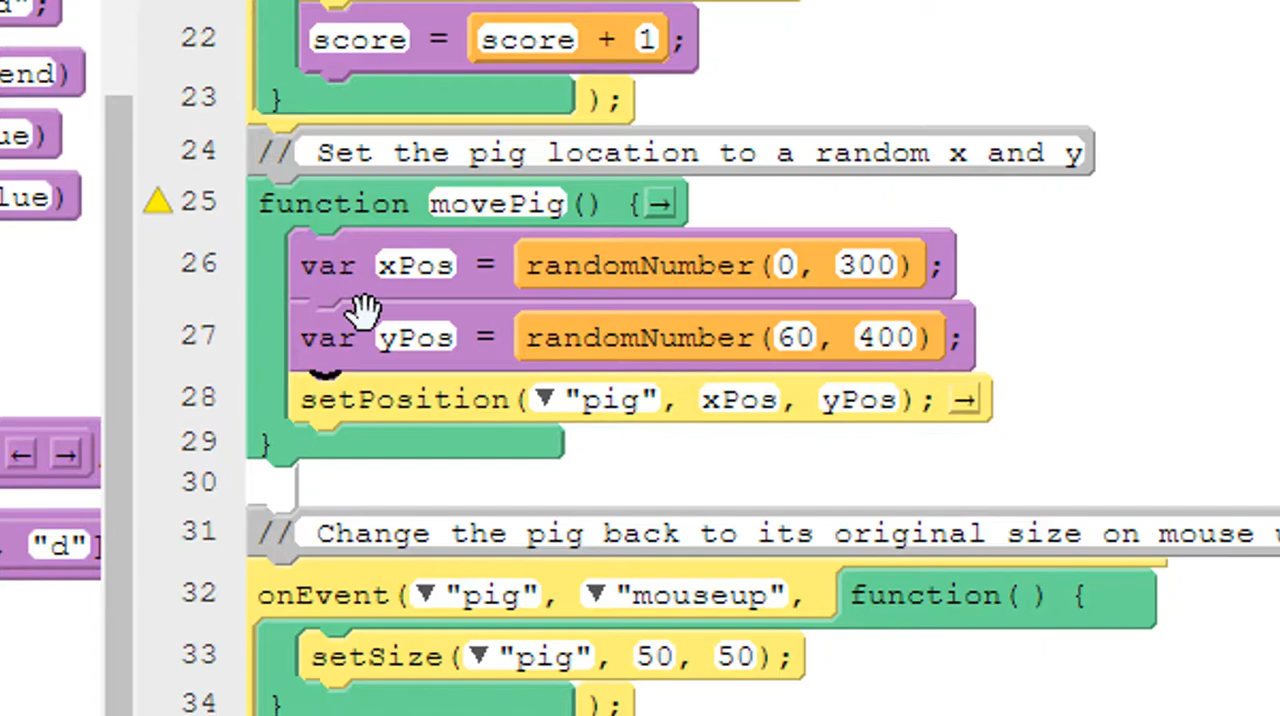 d";
end)
ue)
lue)
← →
"d"]
22 score = score + 1;
23 } );
24 // Set the pig location to a random x and y
25 function movePig() {→
26 var xPos = randomNumber(0, 300);
27 var yPos = randomNumber(60, 400);
28 setPosition(▼"pig", xPos, yPos); →
29 }
30
31 // Change the pig back to its original size on mouse
32 onEvent(▼"pig", ▼"mouseup", function() {
33 setSize(▼"pig", 50, 50);
34 } );